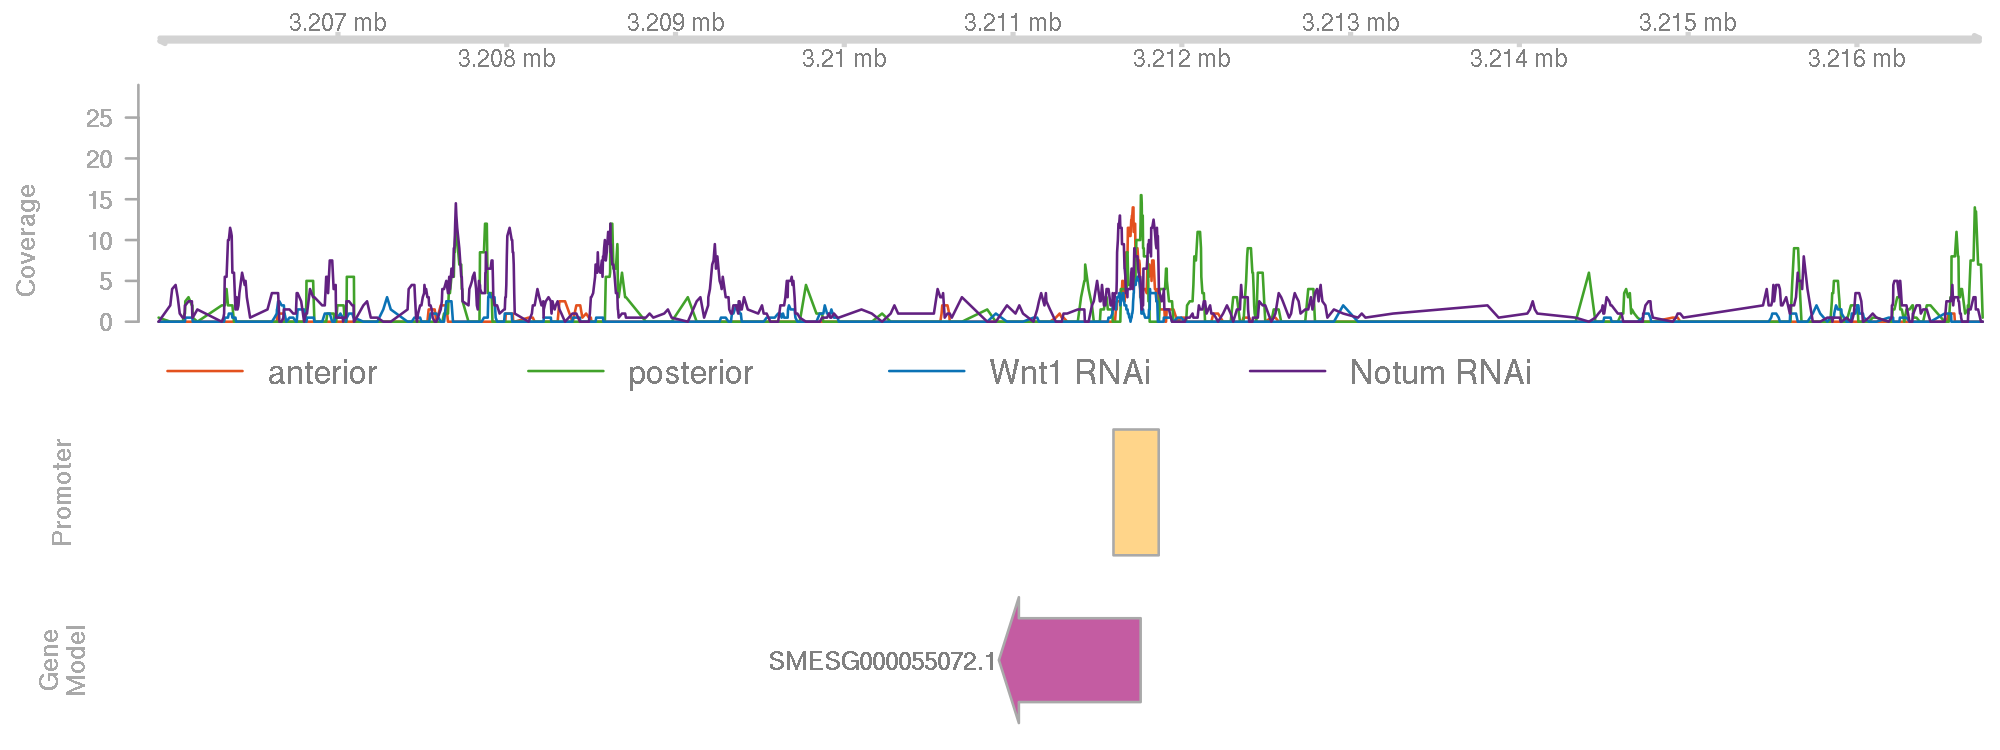 3.207 mb 3.209 mb 3.211 mb 3.213 mb 3.215 mb
3.208 mb 3.21 mb 3.212 mb 3.214 mb 3.216 mb
25
20
15
10
5
0
Coverage
anterior posterior Wnt1 RNAi Notum RNAi
Promoter
Gene
Model
SMESG000055072.1